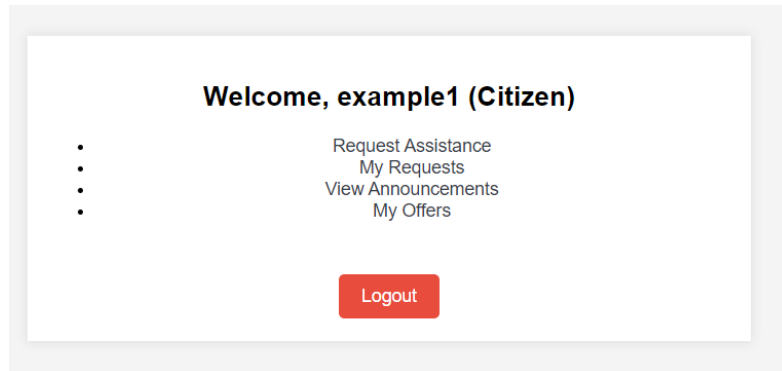 Welcome, example1 (Citizen)
• Request Assistance
• My Requests
• View Announcements
• My Offers
Logout